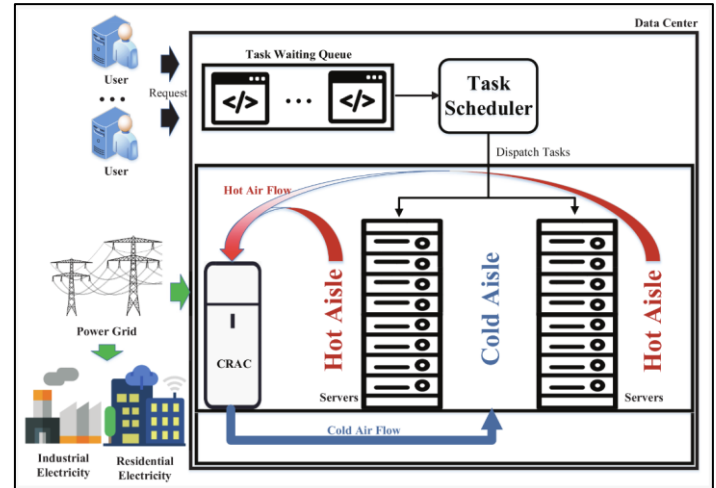 Data Center
Task Waiting Queue
User
Request
</>
...
</>
Task
Scheduler
...
User
Dispatch Tasks
Hot Air Flow
Hot Aisle
Cold Aisle
Hot Aisle
Power Grid
CRAC
Servers
Servers
Cold Air Flow
Industrial
Electricity
Residential
Electricity